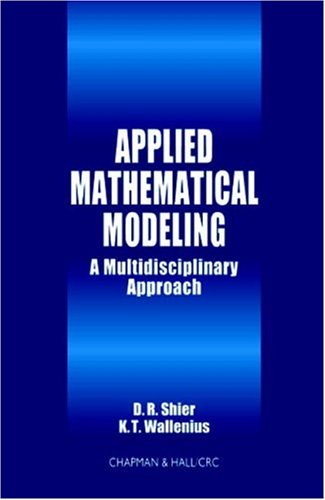 APPLIED
MATHEMATICAL
MODELING
A Multidisciplinary
Approach
D. R. Shier
K. T. Wallenius
CHAPMAN & HALL/CRC